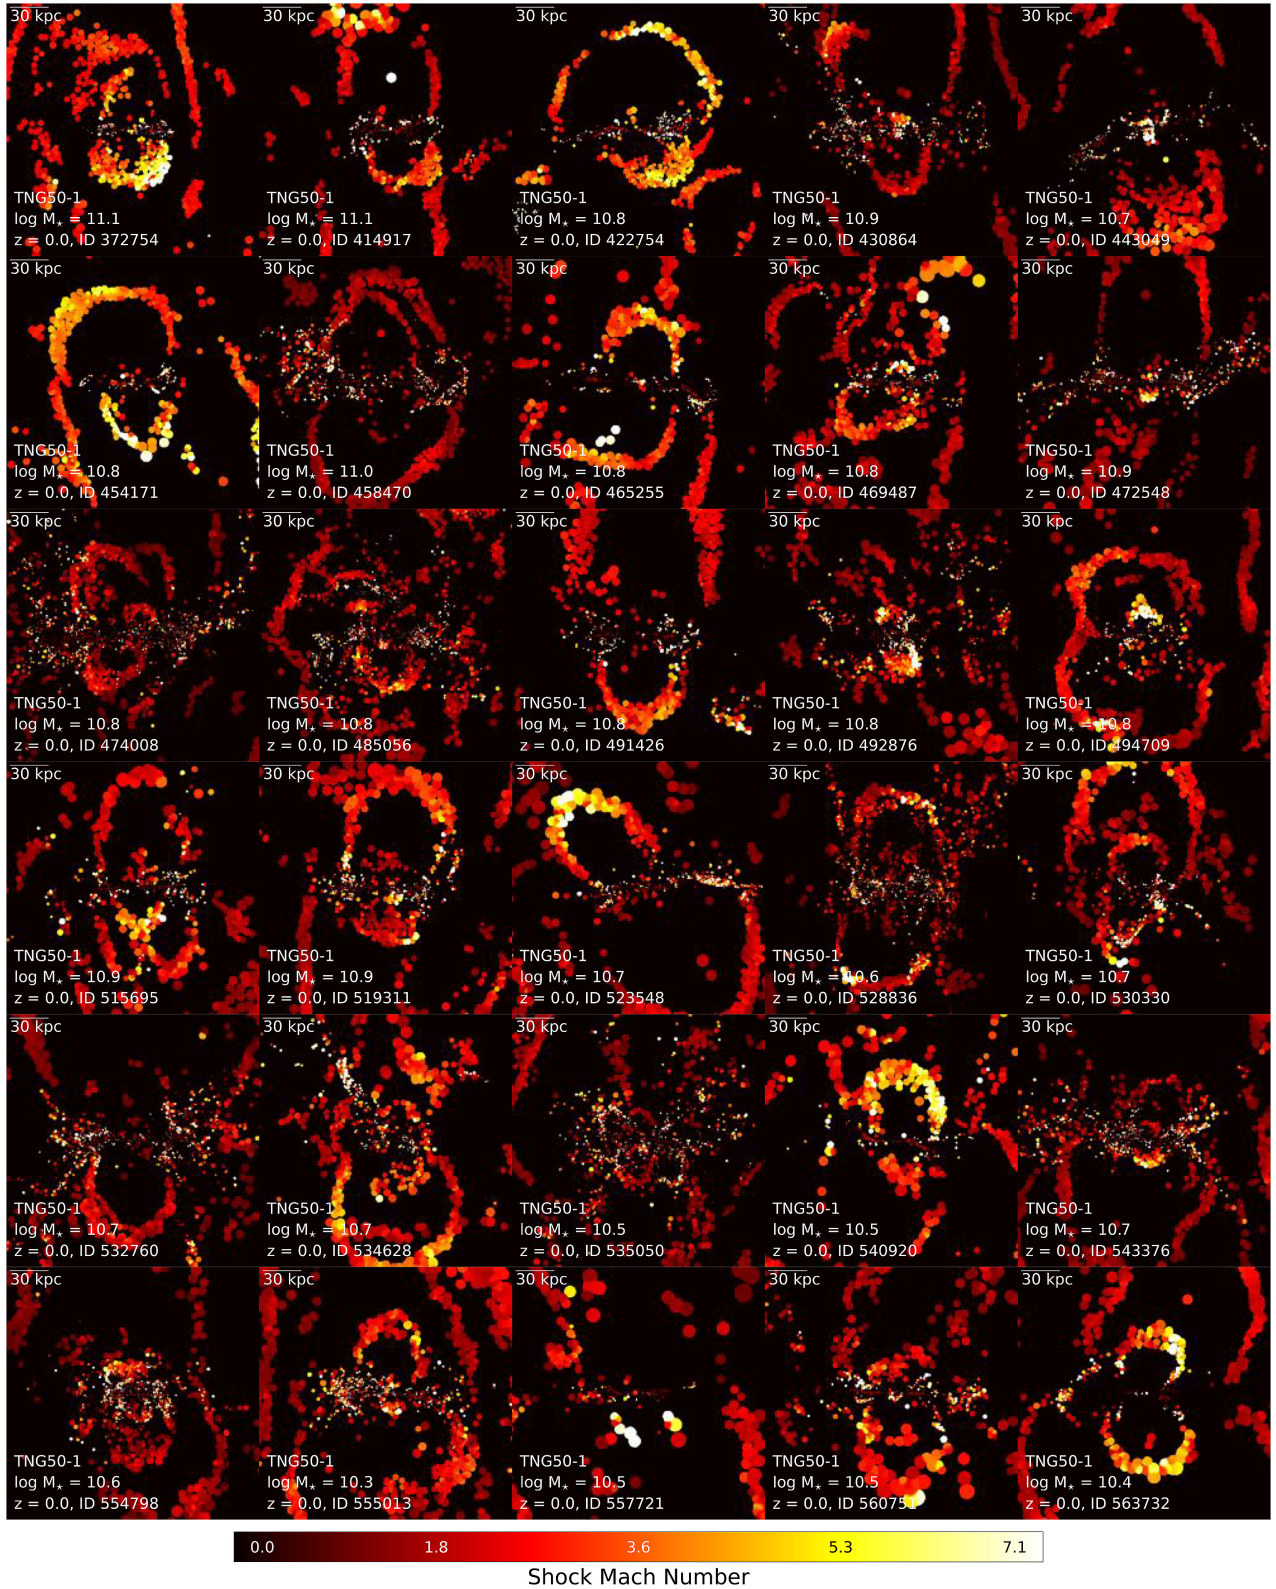 30 kpc
TNG50-1
log M⋆ = 11.1
z = 0.0, ID 372754
30 kpc
TNG50-1
log M⋆ = 11.1
z = 0.0, ID 414917
30 kpc
TNG50-1
log M⋆ = 10.8
z = 0.0, ID 422754
30 kpc
TNG50-1
log M⋆ = 10.9
z = 0.0, ID 430864
30 kpc
TNG50-1
log M⋆ = 10.7
z = 0.0, ID 443049
30 kpc
TNG50-1
log M⋆ = 10.8
z = 0.0, ID 454171
30 kpc
TNG50-1
log M⋆ = 11.0
z = 0.0, ID 458470
30 kpc
TNG50-1
log M⋆ = 10.8
z = 0.0, ID 465255
30 kpc
TNG50-1
log M⋆ = 10.8
z = 0.0, ID 469487
30 kpc
TNG50-1
log M⋆ = 10.9
z = 0.0, ID 472548
30 kpc
TNG50-1
log M⋆ = 10.8
z = 0.0, ID 474008
30 kpc
TNG50-1
log M⋆ = 10.8
z = 0.0, ID 485056
30 kpc
TNG50-1
log M⋆ = 10.8
z = 0.0, ID 491426
30 kpc
TNG50-1
log M⋆ = 10.8
z = 0.0, ID 492876
30 kpc
TNG50-1
log M⋆ = 10.8
z = 0.0, ID 494709
30 kpc
TNG50-1
log M⋆ = 10.9
z = 0.0, ID 515695
30 kpc
TNG50-1
log M⋆ = 10.9
z = 0.0, ID 519311
30 kpc
TNG50-1
log M⋆ = 10.7
z = 0.0, ID 523548
30 kpc
TNG50-1
log M⋆ = 10.6
z = 0.0, ID 528836
30 kpc
TNG50-1
log M⋆ = 10.7
z = 0.0, ID 530330
30 kpc
TNG50-1
log M⋆ = 10.7
z = 0.0, ID 532760
30 kpc
TNG50-1
log M⋆ = 10.7
z = 0.0, ID 534628
30 kpc
TNG50-1
log M⋆ = 10.5
z = 0.0, ID 535050
30 kpc
TNG50-1
log M⋆ = 10.5
z = 0.0, ID 540920
30 kpc
TNG50-1
log M⋆ = 10.7
z = 0.0, ID 543376
30 kpc
TNG50-1
log M⋆ = 10.6
z = 0.0, ID 554798
30 kpc
TNG50-1
log M⋆ = 10.3
z = 0.0, ID 555013
30 kpc
TNG50-1
log M⋆ = 10.5
z = 0.0, ID 557721
30 kpc
TNG50-1
log M⋆ = 10.5
z = 0.0, ID 560751
30 kpc
TNG50-1
log M⋆ = 10.4
z = 0.0, ID 563732
0.0 1.8 3.6 5.3 7.1
Shock Mach Number